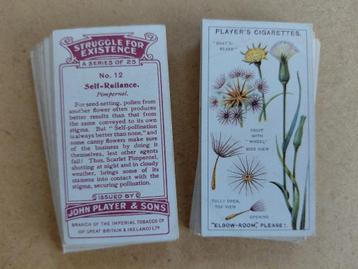 STRUGGLE FOR
EXISTENCE
A SERIES OF 25
No. 12
Self-Reliance.
Pimpernel.
For seed-setting, pollen from
another flower often produces
better results than that from
the same conveyed to its own
stigma. But " Self-pollination
is always better than none," and
some canny flowers make sure
of the business by doing it
themselves, lest other agents
fail! Thus, Scarlet Pimpernel,
shutting at night and in cloudy
weather, brings some of its
stamens into contact with the
stigma, securing pollination.
ISSUED BY
JOHN PLAYER & SONS
BRANCH OF THE IMPERIAL TOBACCO CO
OF GREAT BRITAIN & IRELAND) LTD
PLAYER'S CIGARETTES.
"GOAT'S-
BEARD"
FRUIT
WITH
"WHEEL"
SIDE VIEW
FULLY OPEN,
TOP VIEW
OPENING
"ELBOW-ROOM," PLEASE!